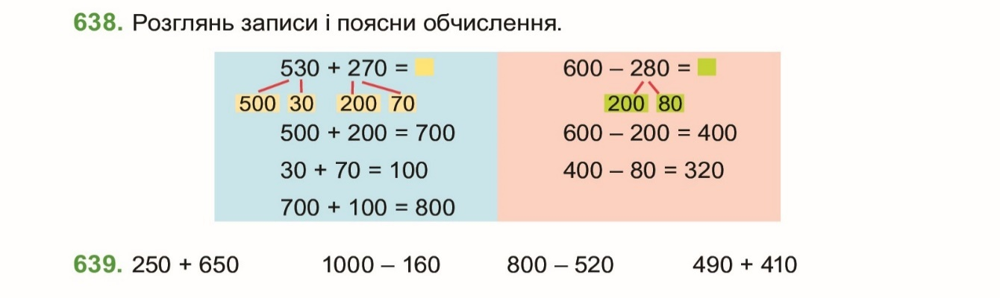 638. Розглянь записи і поясни обчислення.
530 + 270 =
500 30 200 70
500 + 200 = 700
30 + 70 = 100
700 + 100 = 800
600 – 280 =
200 80
600 – 200 = 400
400 – 80 = 320
639. 250 + 650 1000 – 160 800 – 520 490 + 410